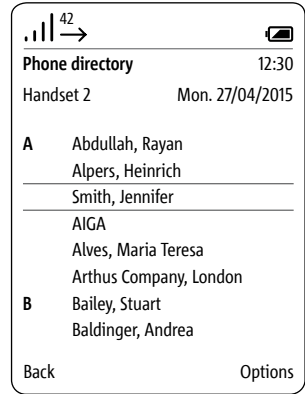 42
Phone directory 12:30
Handset 2 Mon. 27/04/2015
A Abdullah, Rayan
Alpers, Heinrich
Smith, Jennifer
AIGA
Alves, Maria Teresa
Arthus Company, London
B Bailey, Stuart
Baldinger, Andrea
Back Options